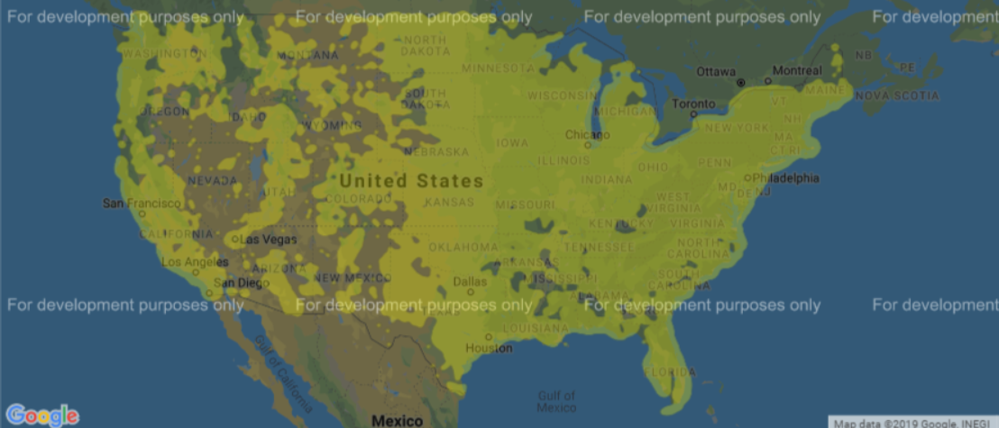 For development purposes only For development purposes only For development purposes only For development
WASHINGTON MONTANA NORTH DAKOTA MINNESOTA Ottawa Montreal NB PE
OREGON IDAHO WYOMING SOUTH DAKOTA WISCONSIN MICHIGAN Toronto VT MAINE NOVA SCOTIA
NEBRASKA IOWA Chicago NEW YORK NH MA CT RI
NEVADA UTAH United States ILLINOIS INDIANA OHIO PENN Philadelphia
San Francisco COLORADO KANSAS MISSOURI WEST VIRGINIA MD DE NJ
CALIFORNIA Las Vegas OKLAHOMA KENTUCKY VIRGINIA
Los Angeles ARIZONA NEW MEXICO ARKANSAS TENNESSEE NORTH CAROLINA
San Diego Dallas MISSISSIPPI ALABAMA SOUTH CAROLINA
For development purposes only For development purposes only For development purposes only For development
Houston LOUISIANA
Gulf of California FLORIDA
Gulf of Mexico
Google Mexico Map data ©2019 Google, INEGI